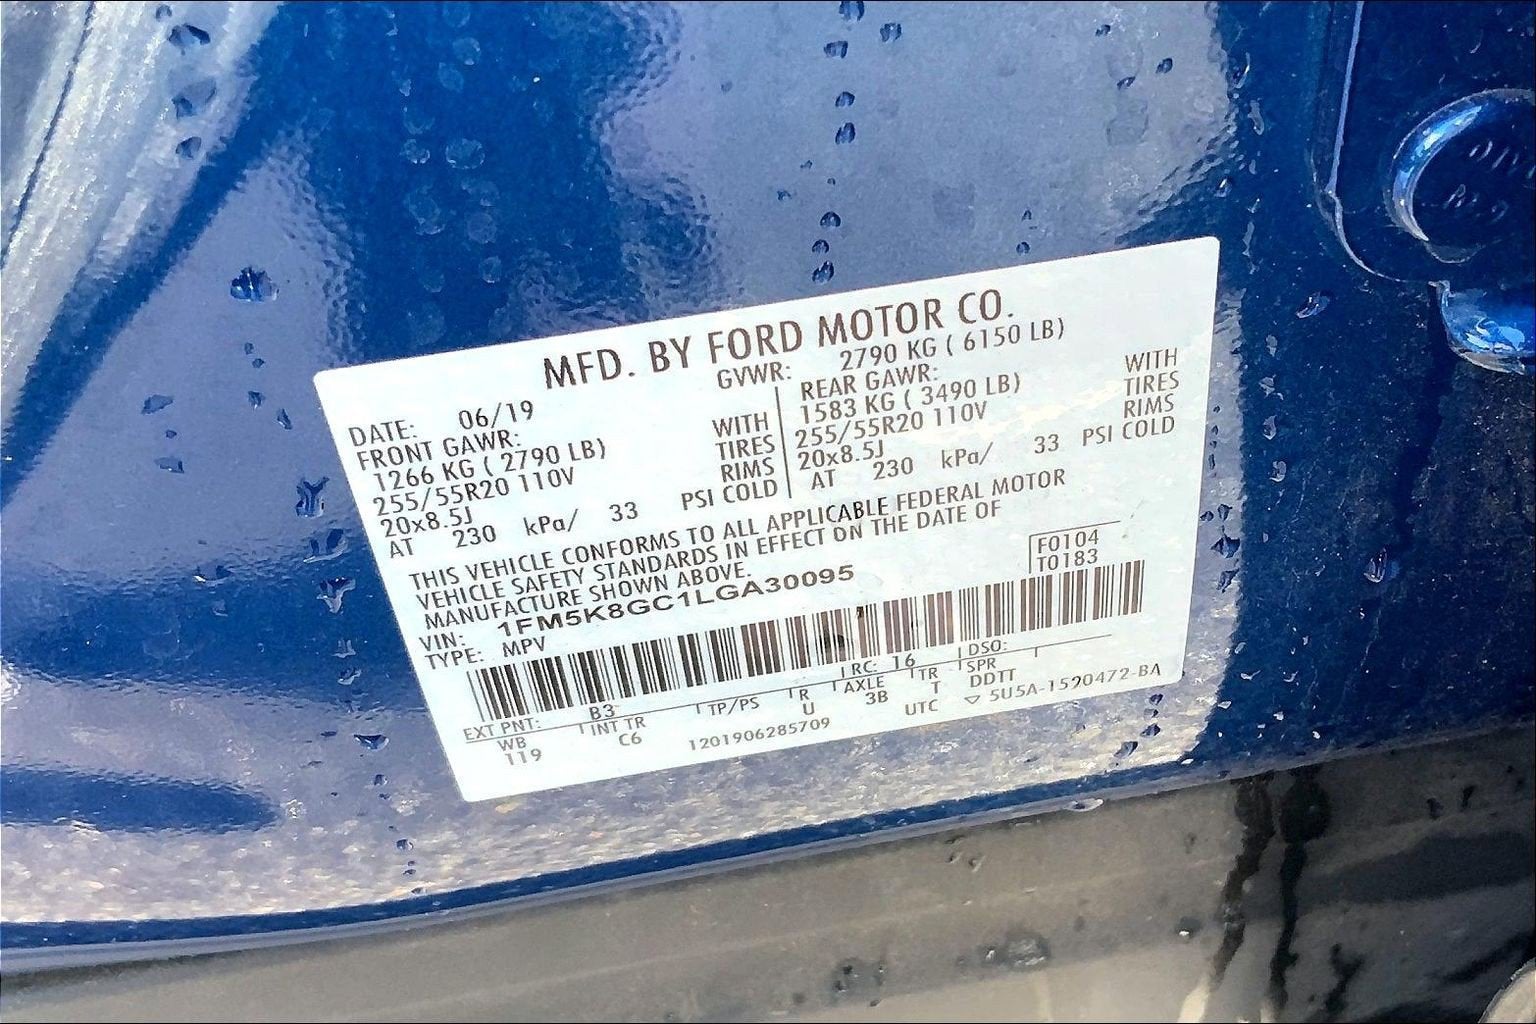 MFD. BY FORD MOTOR CO.
DATE: 06/19 GVWR: 2790 KG ( 6150 LB)
FRONT GAWR: WITH
1266 KG ( 2790 LB) TIRES
255/55R20 110V RIMS
20x8.5J PSI COLD
AT 230 kPa/ 33
REAR GAWR: WITH
1583 KG ( 3490 LB) TIRES
255/55R20 110V RIMS
20x8.5J PSI COLD
AT 230 kPa/ 33
THIS VEHICLE CONFORMS TO ALL APPLICABLE FEDERAL MOTOR
VEHICLE SAFETY STANDARDS IN EFFECT ON THE DATE OF
MANUFACTURE SHOWN ABOVE.
VIN: 1FM5K8GC1LGA30095
TYPE: MPV
F0104
T0183
EXT PNT: B3 RC: 16 DSO:
WB INT TR TP/PS R AXLE TR SPR
119 C6 U 3B T DDTT
1201906285709 UTC ▽ 5U5A-1520472-BA